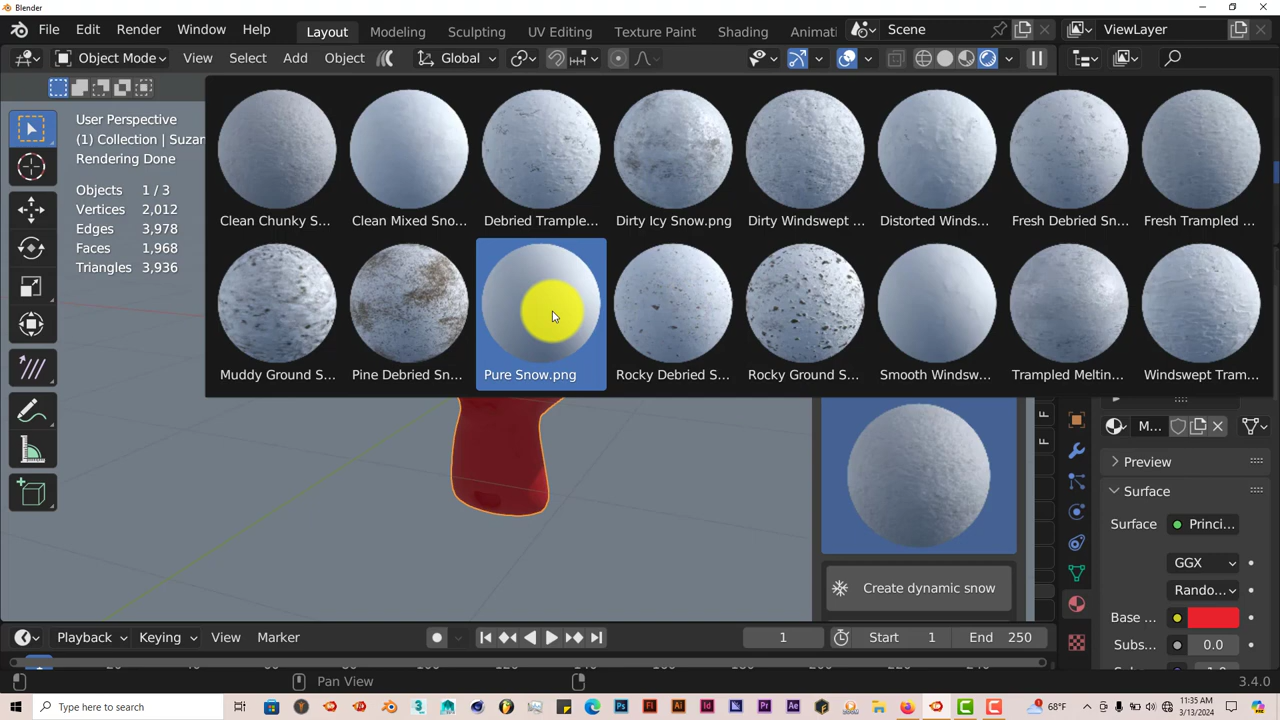 Blender
File Edit Render Window Help Layout Modeling Sculpting UV Editing Texture Paint Shading Animati Scene ViewLayer
Object Mode View Select Add Object Global
User Perspective
(1) Collection | Suzan
Rendering Done
Objects 1 / 3
Vertices 2,012
Edges 3,978
Faces 1,968
Triangles 3,936
Clean Chunky S... Clean Mixed Sno... Debried Trample... Dirty Icy Snow.png Dirty Windswept ... Distorted Winds... Fresh Debried Sn... Fresh Trampled ...
Muddy Ground S... Pine Debried Sn... Pure Snow.png Rocky Debried S... Rocky Ground S... Smooth Windsw... Trampled Meltin... Windswept Tram...
F
F
M...
Preview
Surface
Surface Princi...
GGX
Rando...
Base ...
Subs... 0.0
Create dynamic snow
Playback Keying View Marker 1 Start 1 End 250
Pan View 3.4.0
Type here to search
68°F
11:35 AM
3/13/2024